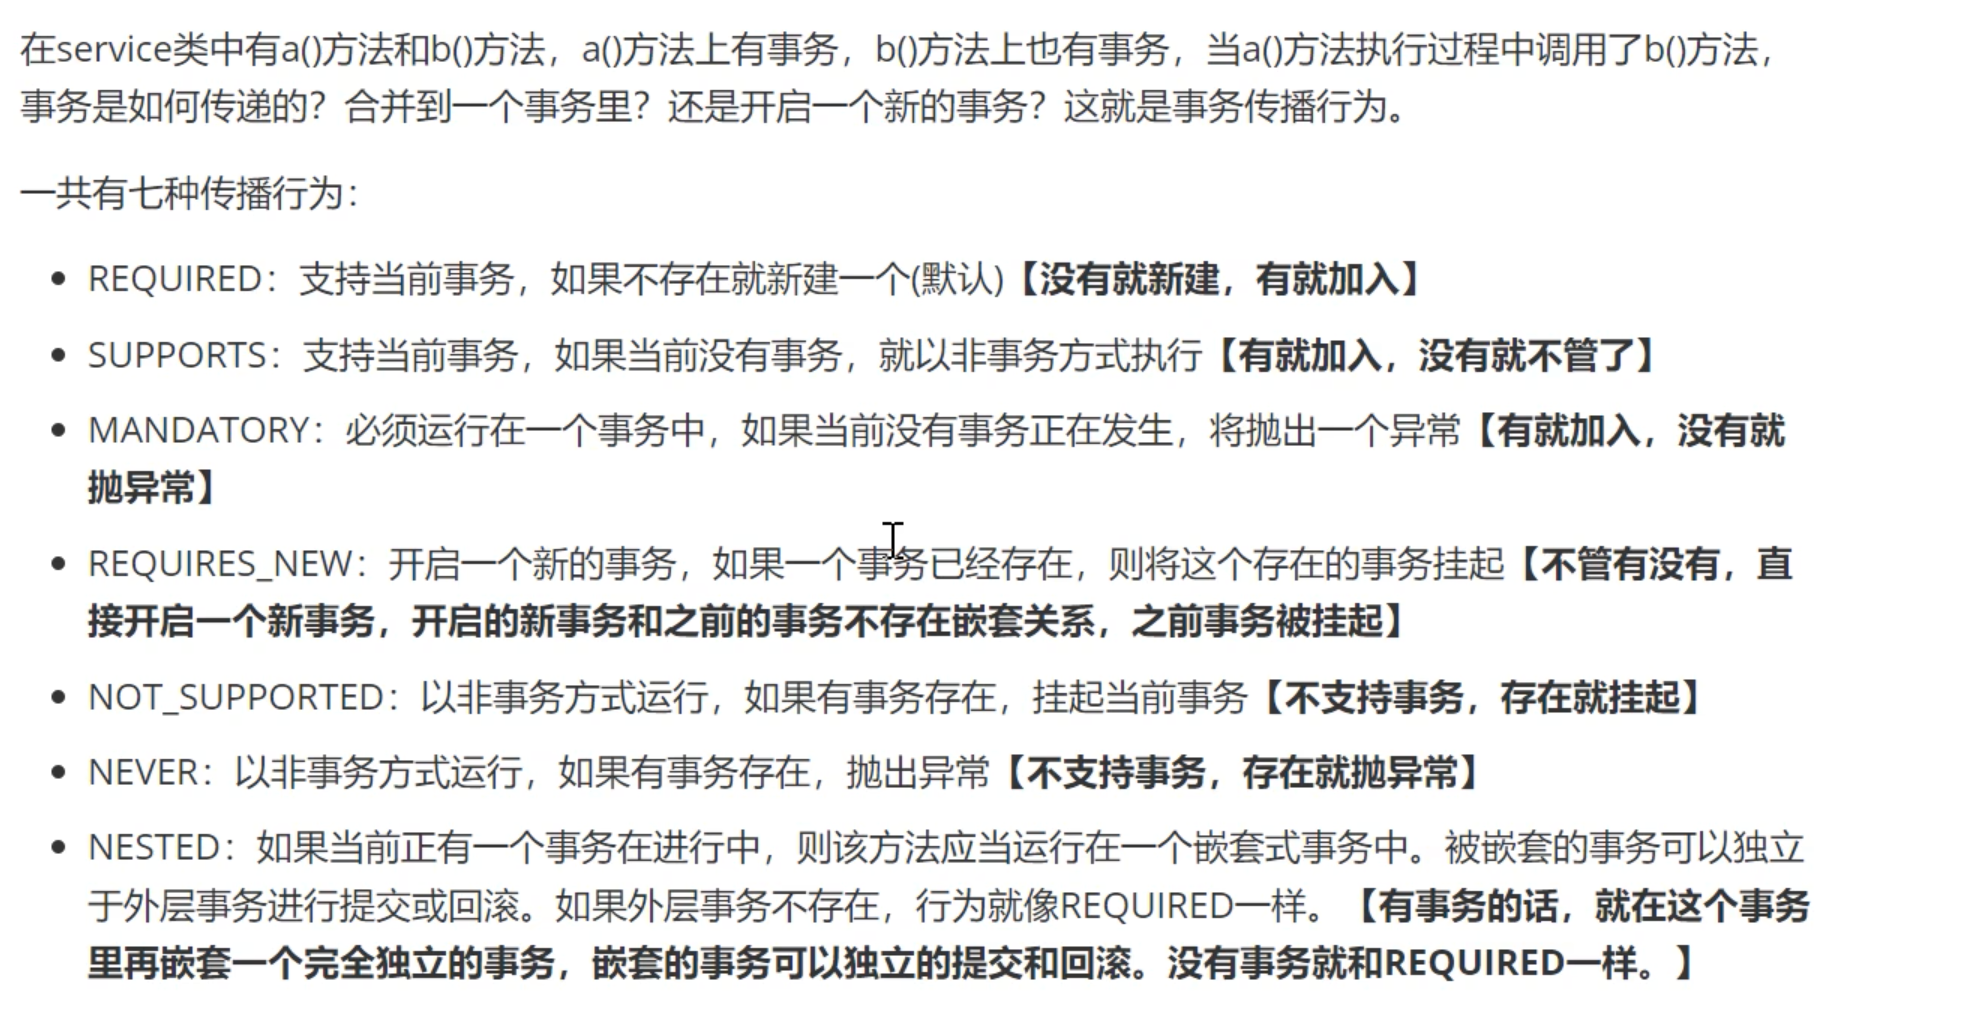 在service类中有a()方法和b()方法，a()方法上有事务，b()方法上也有事务，当a()方法执行过程中调用了b()方法，
事务是如何传递的？合并到一个事务里？还是开启一个新的事务？这就是事务传播行为。
一共有七种传播行为：
• REQUIRED：支持当前事务，如果不存在就新建一个(默认)【没有就新建，有就加入】
• SUPPORTS：支持当前事务，如果当前没有事务，就以非事务方式执行【有就加入，没有就不管了】
• MANDATORY：必须运行在一个事务中，如果当前没有事务正在发生，将抛出一个异常【有就加入，没有就
抛异常】
• REQUIRES_NEW：开启一个新的事务，如果一个事务已经存在，则将这个存在的事务挂起【不管有没有，直
接开启一个新事务，开启的新事务和之前的事务不存在嵌套关系，之前事务被挂起】
• NOT_SUPPORTED：以非事务方式运行，如果有事务存在，挂起当前事务【不支持事务，存在就挂起】
• NEVER：以非事务方式运行，如果有事务存在，抛出异常【不支持事务，存在就抛异常】
• NESTED：如果当前正有一个事务在进行中，则该方法应当运行在一个嵌套式事务中。被嵌套的事务可以独立
于外层事务进行提交或回滚。如果外层事务不存在，行为就像REQUIRED一样。【有事务的话，就在这个事务
里再嵌套一个完全独立的事务，嵌套的事务可以独立的提交和回滚。没有事务就和REQUIRED一样。】